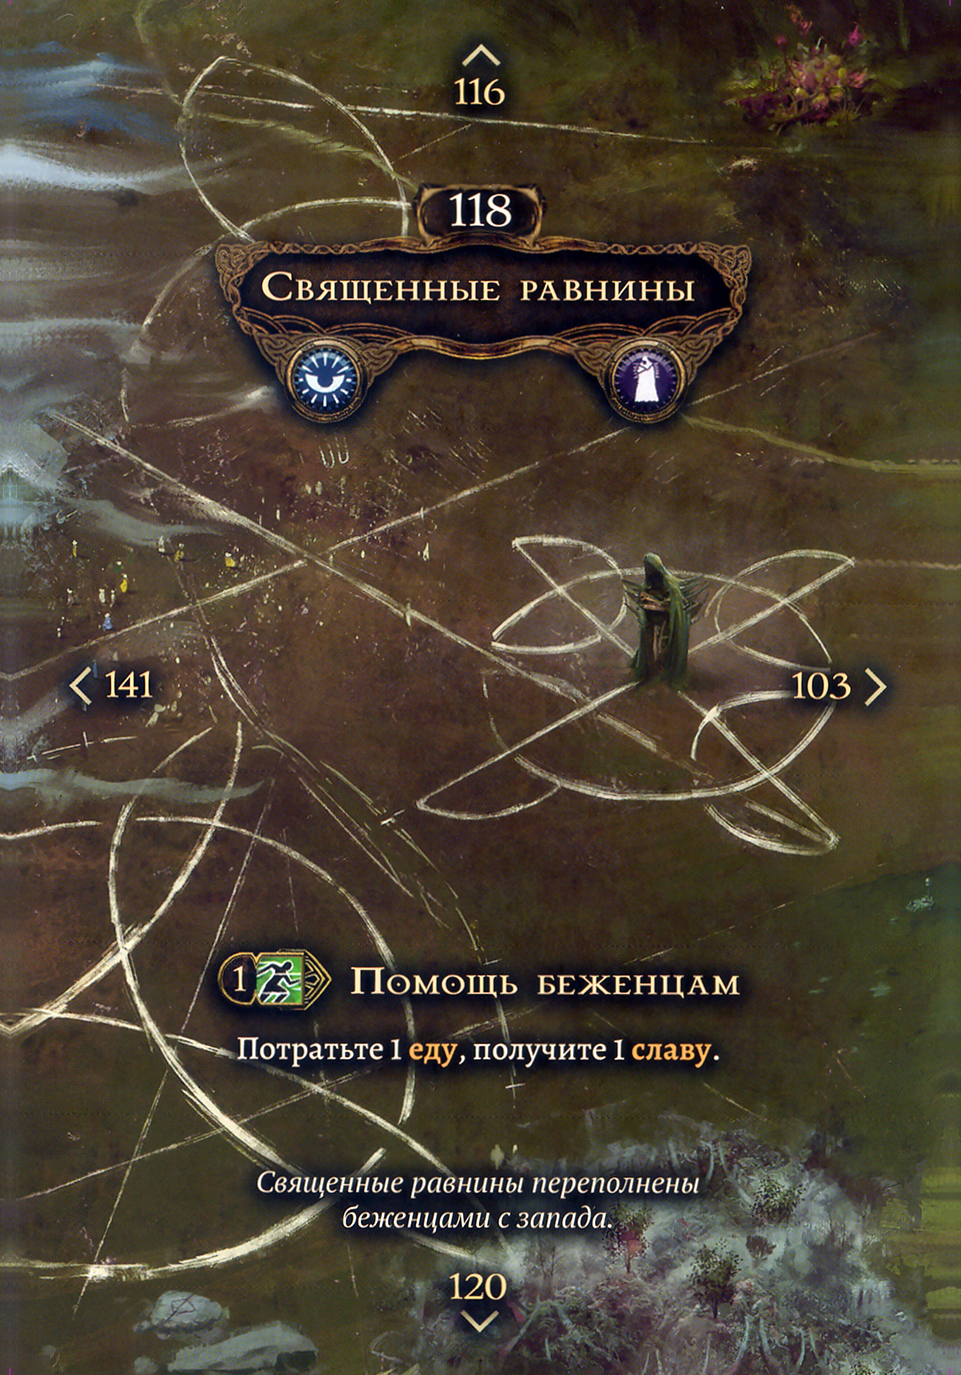 116
118
Священные равнины
141
103
1 Помощь беженцам
Потратьте 1 еду, получите 1 славу.
Священные равнины переполнены
беженцами с запада.
120